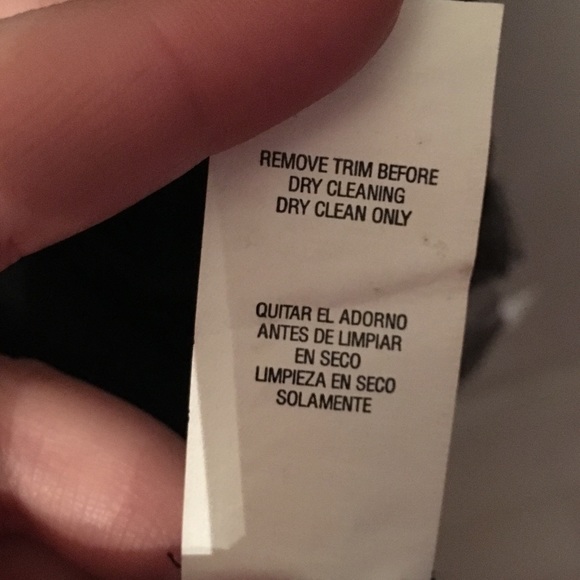 REMOVE TRIM BEFORE
DRY CLEANING
DRY CLEAN ONLY
QUITAR EL ADORNO
ANTES DE LIMPIAR
EN SECO
LIMPIEZA EN SECO
SOLAMENTE